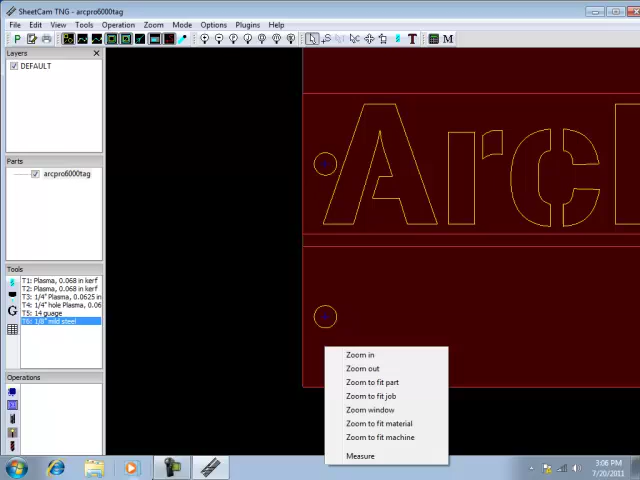 SheetCam TNG - arcpro6000tag
File Edit View Tools Operation Zoom Mode Options Plugins Help
P T M
Layers
DEFAULT
Parts
arcpro6000tag
Tools
T1: Plasma, 0.068 in kerf
T2: Plasma, 0.068 in kerf
T3: 1/4" Plasma, 0.0625 in
T4: 1/4" hole Plasma, 0.06
T5: 14 guage
T6: 1/8" mild steel
G
Operations
Arc
Zoom in
Zoom out
Zoom to fit part
Zoom to fit job
Zoom window
Zoom to fit material
Zoom to fit machine
Measure
3:06 PM
7/20/2011